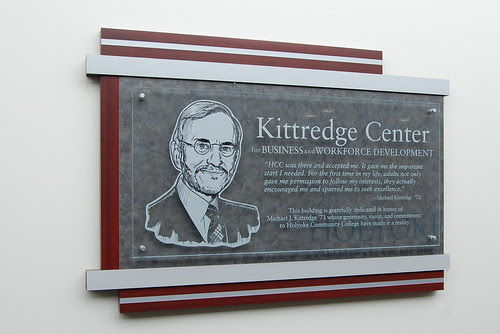 Kittredge Center
for BUSINESS and WORKFORCE DEVELOPMENT
"HCC was there and accepted me. It gave me the important
start I needed. For the first time in my life, adults not only
gave me permission to follow my interests, they actually
encouraged me and spurred me to seek excellence."
- Michael Kittredge '73
This building is gratefully dedicated in honor of
Michael J. Kittredge '73 whose generosity, vision, and commitment
to Holyoke Community College have made it a reality.